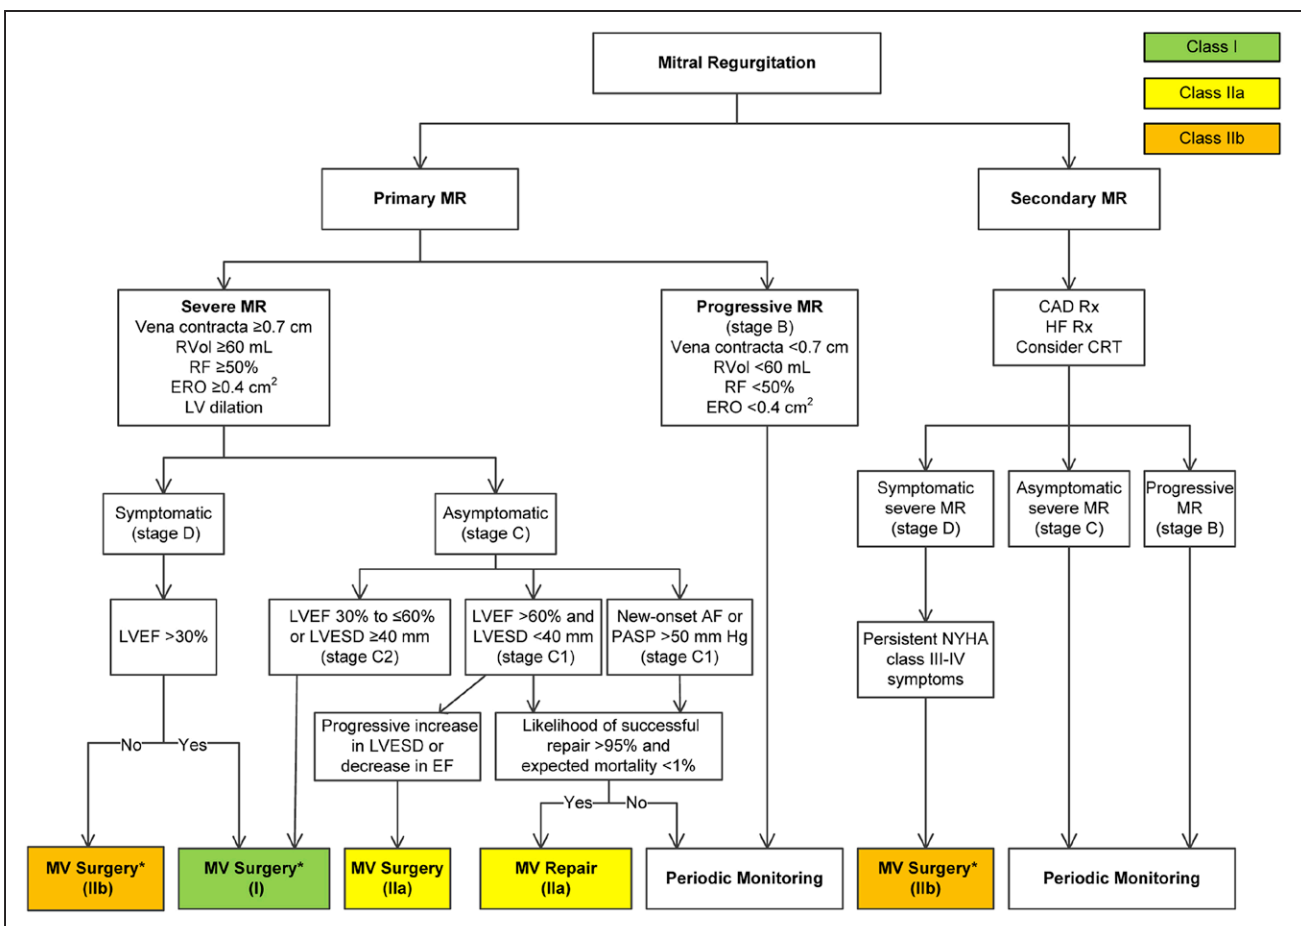 Mitral Regurgitation
Class I
Class IIa
Class IIb
Primary MR
Secondary MR
Severe MR
Vena contracta ≥0.7 cm
RVol ≥60 mL
RF ≥50%
ERO ≥0.4 cm²
LV dilation
Progressive MR
(stage B)
Vena contracta <0.7 cm
RVol <60 mL
RF <50%
ERO <0.4 cm²
CAD Rx
HF Rx
Consider CRT
Symptomatic
(stage D)
Asymptomatic
(stage C)
Symptomatic
severe MR
(stage D)
Asymptomatic
severe MR
(stage C)
Progressive
MR
(stage B)
LVEF >30%
LVEF 30% to ≤60%
or LVESD ≥40 mm
(stage C2)
LVEF >60% and
LVESD <40 mm
(stage C1)
New-onset AF or
PASP >50 mm Hg
(stage C1)
Persistent NYHA
class III-IV
symptoms
Progressive increase
in LVESD or
decrease in EF
Likelihood of successful
repair >95% and
expected mortality <1%
No
Yes
Yes
No
MV Surgery*
(IIb)
MV Surgery*
(I)
MV Surgery
(IIa)
MV Repair
(IIa)
Periodic Monitoring
MV Surgery*
(IIb)
Periodic Monitoring